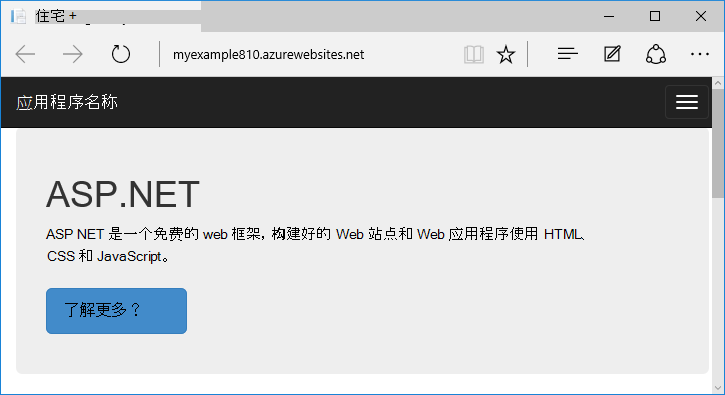 住宅 +
myexample810.azurewebsites.net
应用程序名称
ASP.NET
ASP NET 是一个免费的 web 框架，构建好的 Web 站点和 Web 应用程序使用 HTML、
CSS 和 JavaScript。
了解更多？